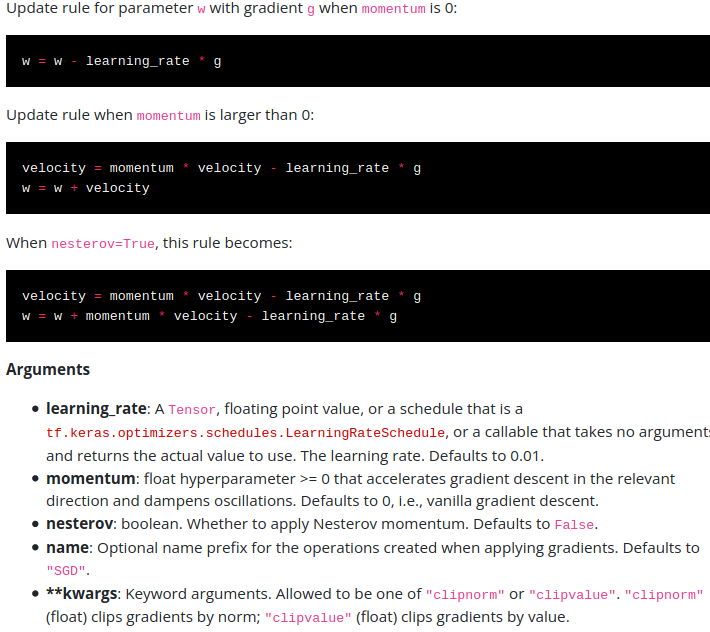 Update rule for parameter w with gradient g when momentum is 0:
w = w - learning_rate * g
Update rule when momentum is larger than 0:
velocity = momentum * velocity - learning_rate * g
w = w + velocity
When nesterov=True, this rule becomes:
velocity = momentum * velocity - learning_rate * g
w = w + momentum * velocity - learning_rate * g
Arguments
• learning_rate: A Tensor, floating point value, or a schedule that is a
tf.keras.optimizers.schedules.LearningRateSchedule, or a callable that takes no arguments
and returns the actual value to use. The learning rate. Defaults to 0.01.
• momentum: float hyperparameter >= 0 that accelerates gradient descent in the relevant
direction and dampens oscillations. Defaults to 0, i.e., vanilla gradient descent.
• nesterov: boolean. Whether to apply Nesterov momentum. Defaults to False.
• name: Optional name prefix for the operations created when applying gradients. Defaults to
"SGD".
• **kwargs: Keyword arguments. Allowed to be one of "clipnorm" or "clipvalue". "clipnorm"
(float) clips gradients by norm; "clipvalue" (float) clips gradients by value.